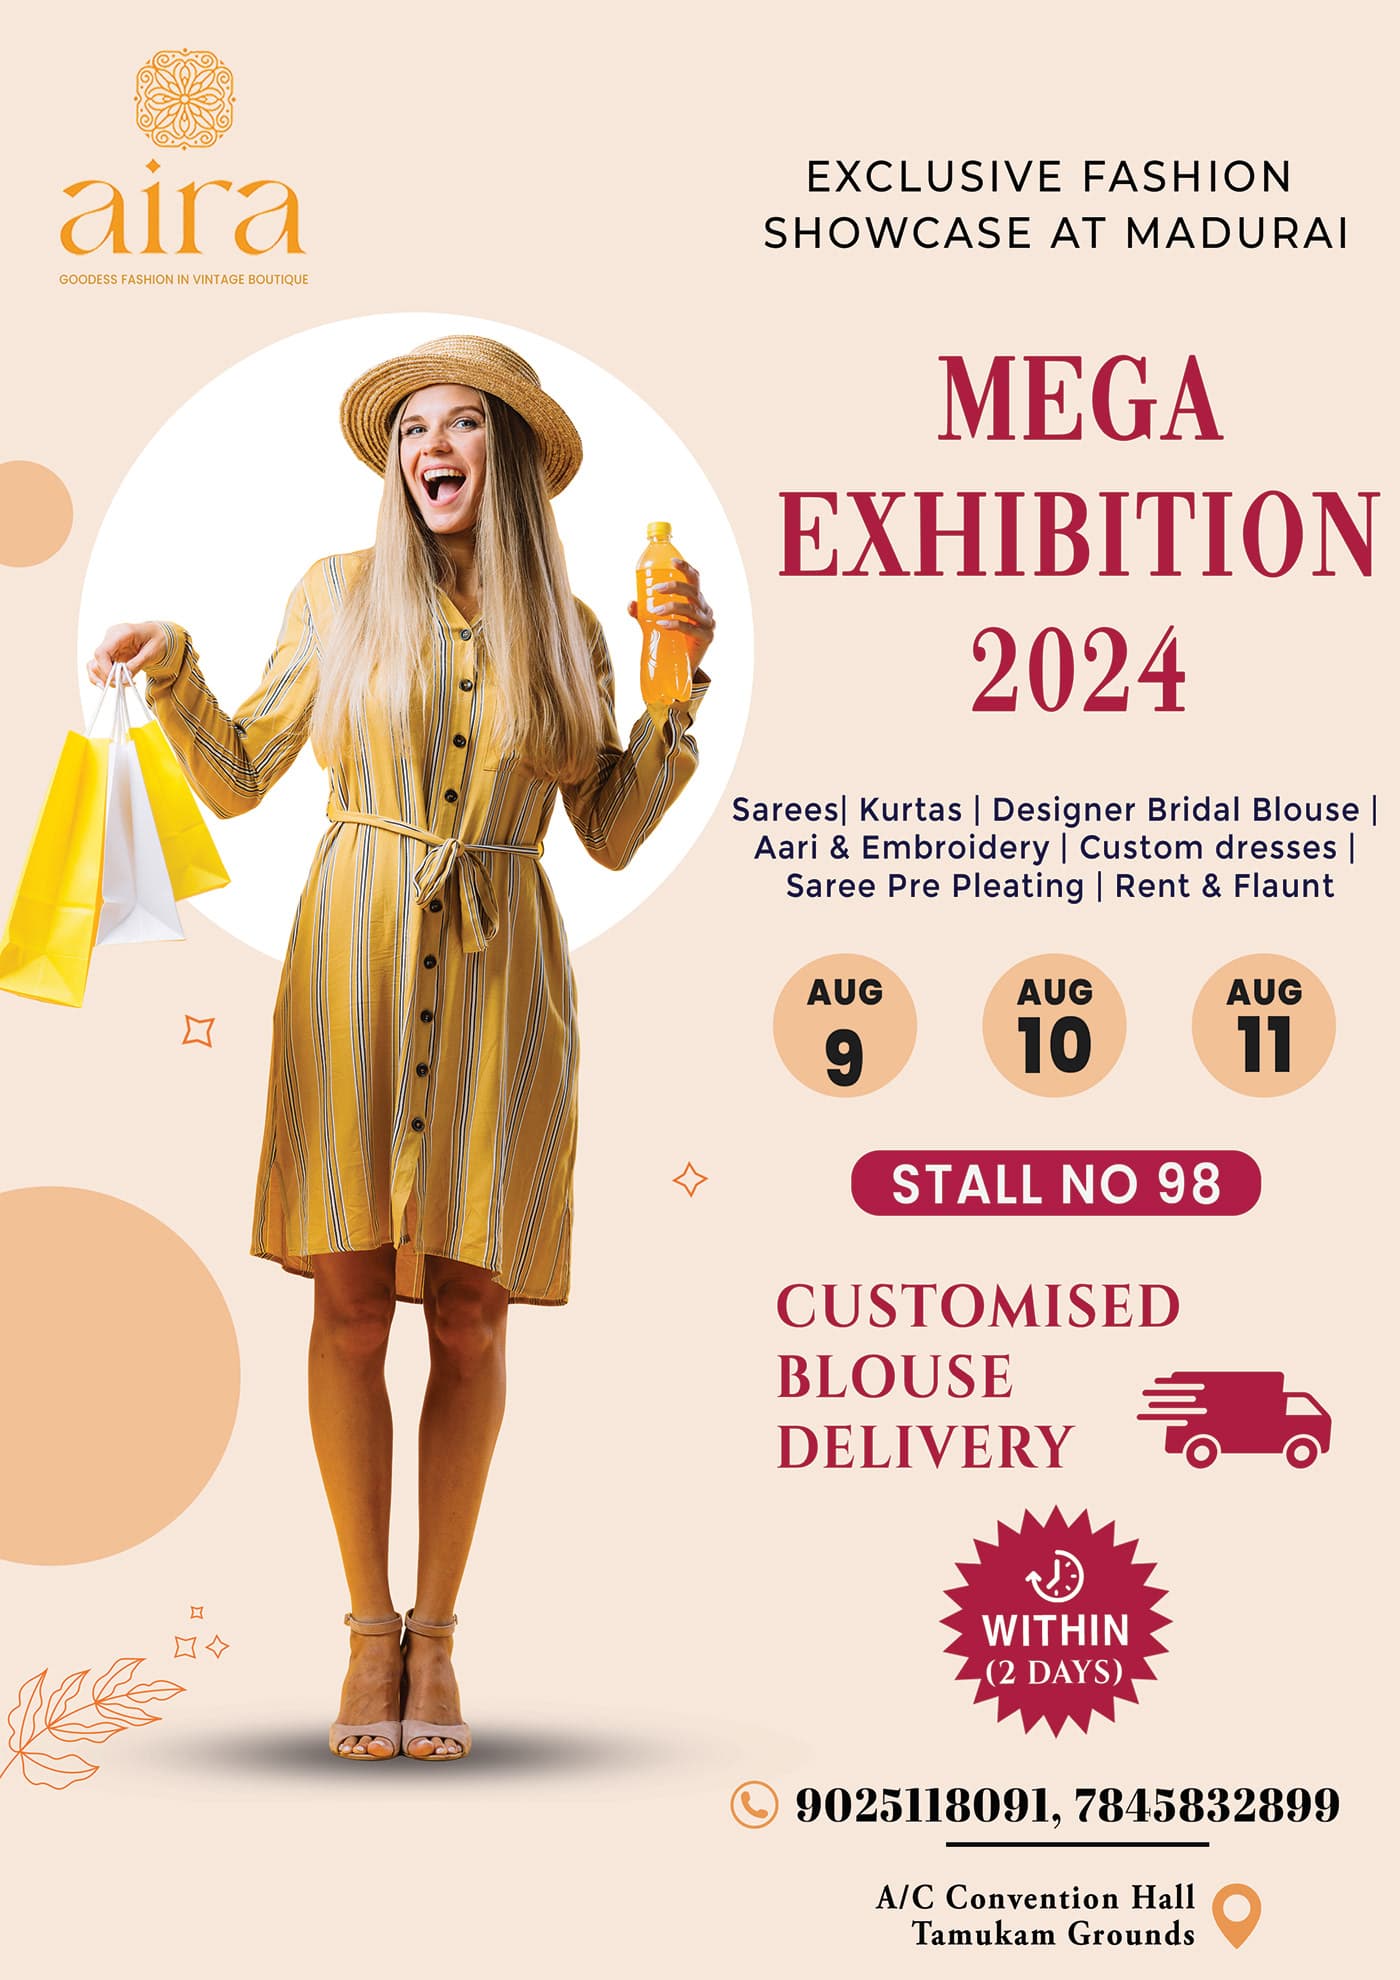 aira
GOODESS FASHION IN VINTAGE BOUTIQUE
EXCLUSIVE FASHION
SHOWCASE AT MADURAI
MEGA
EXHIBITION
2024
Sarees| Kurtas | Designer Bridal Blouse |
Aari & Embroidery | Custom dresses |
Saree Pre Pleating | Rent & Flaunt
AUG
9
AUG
10
AUG
11
STALL NO 98
CUSTOMISED
BLOUSE
DELIVERY
WITHIN
(2 DAYS)
9025118091, 7845832899
A/C Convention Hall
Tamukam Grounds